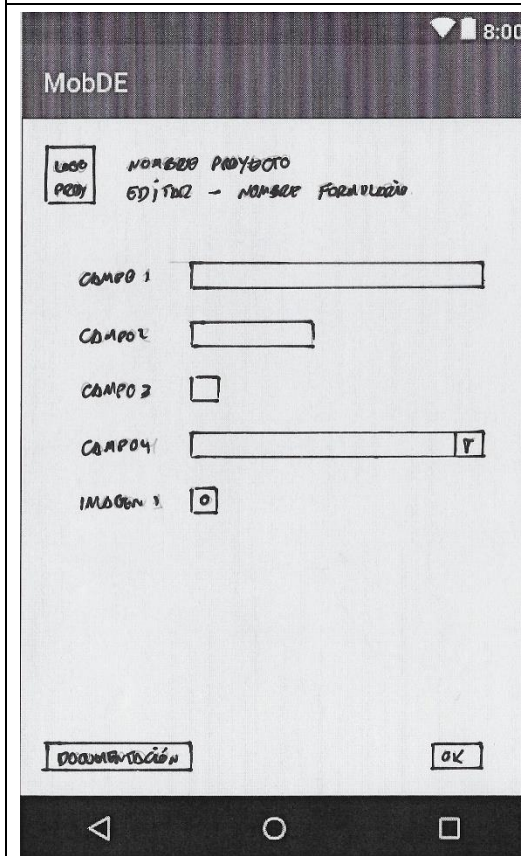 8:00
MobDE
LOGO
PROY
NOMBRE PROYECTO
EDITAR - NOMBRE FORMULARIO
CAMPO 1
CAMPO 2
CAMPO 3
CAMPO 4
IMAGEN 1
DOCUMENTACIÓN
OK